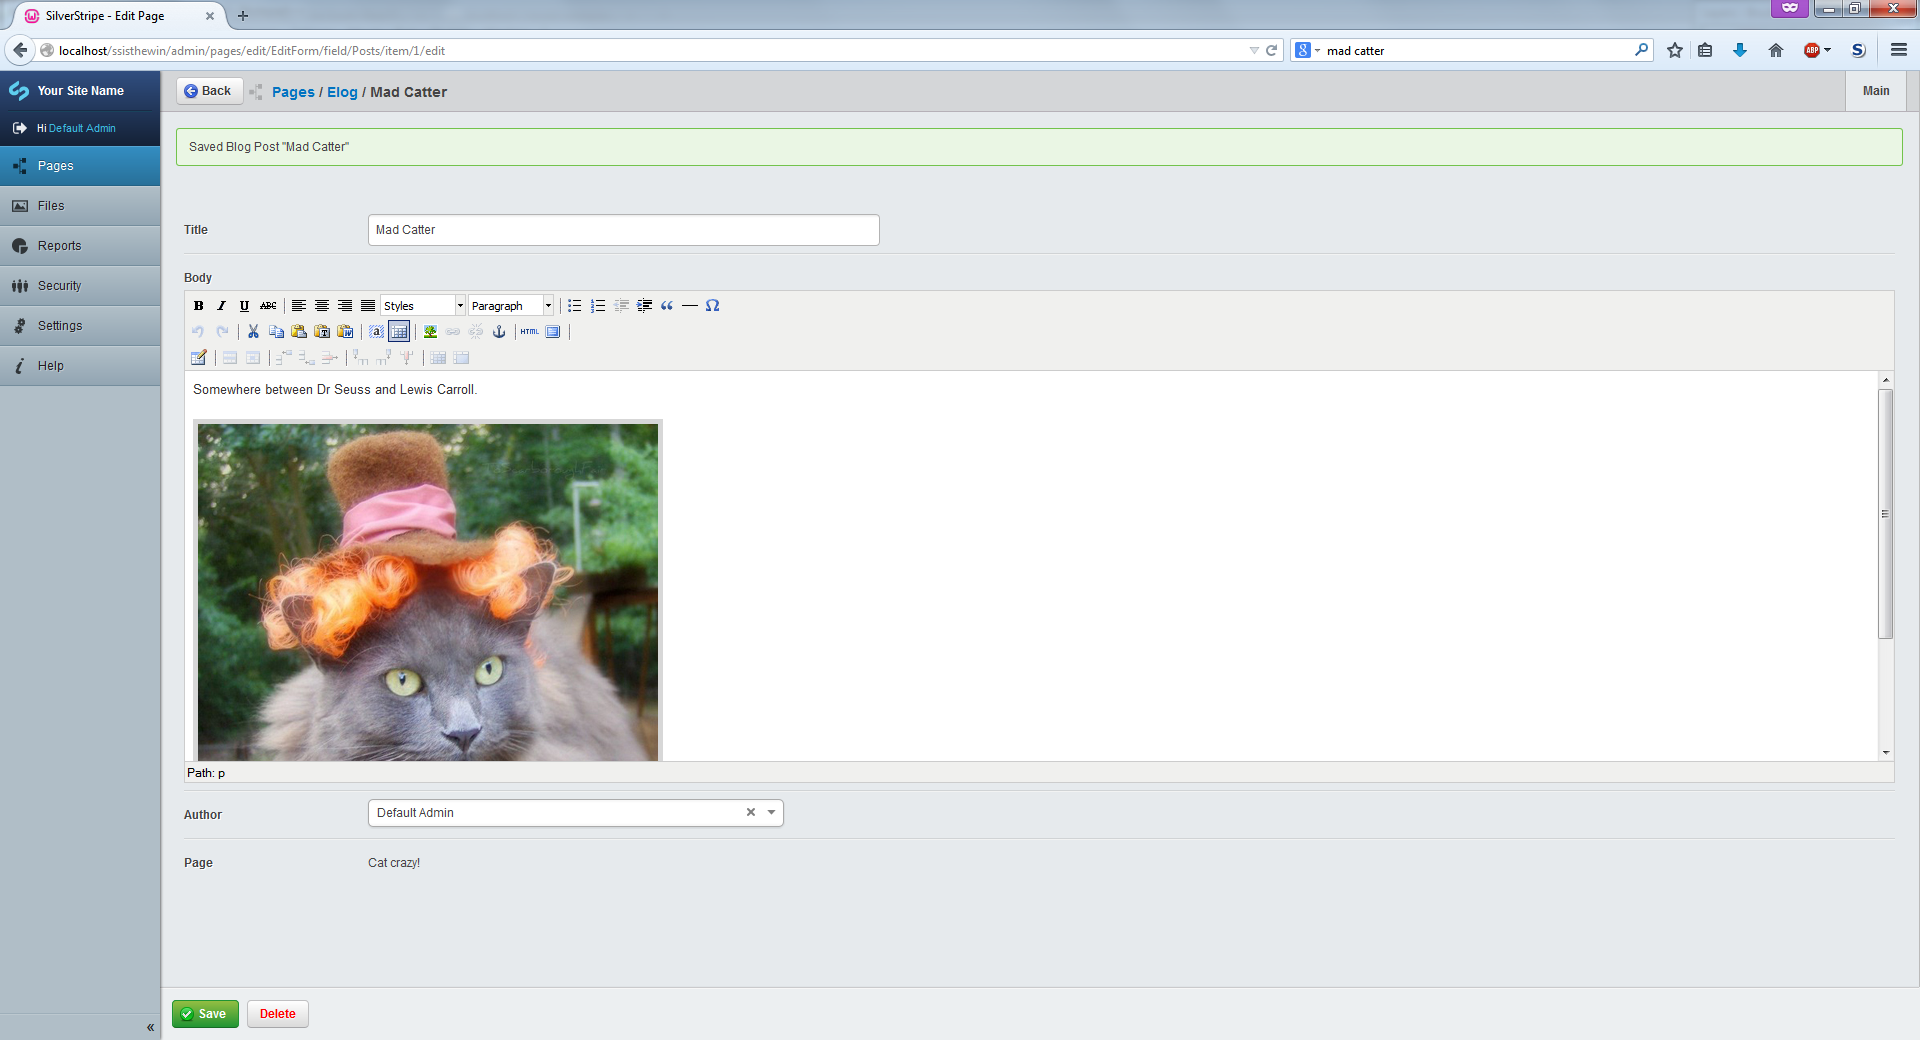 SilverStripe - Edit Page
localhost/ssisthewin/admin/pages/edit/EditForm/field/Posts/item/1/edit
mad catter
ABP
Your Site Name
Back
Pages / Blog / Mad Catter
Main
Hi Default Admin
Saved Blog Post "Mad Catter"
Pages
Files
Reports
Security
Settings
Help
Title
Mad Catter
Body
B I U ABC
Styles
Paragraph
HTML
Somewhere between Dr Seuss and Lewis Carroll.
Path: p
Author
Default Admin
Page
Cat crazy!
Save
Delete